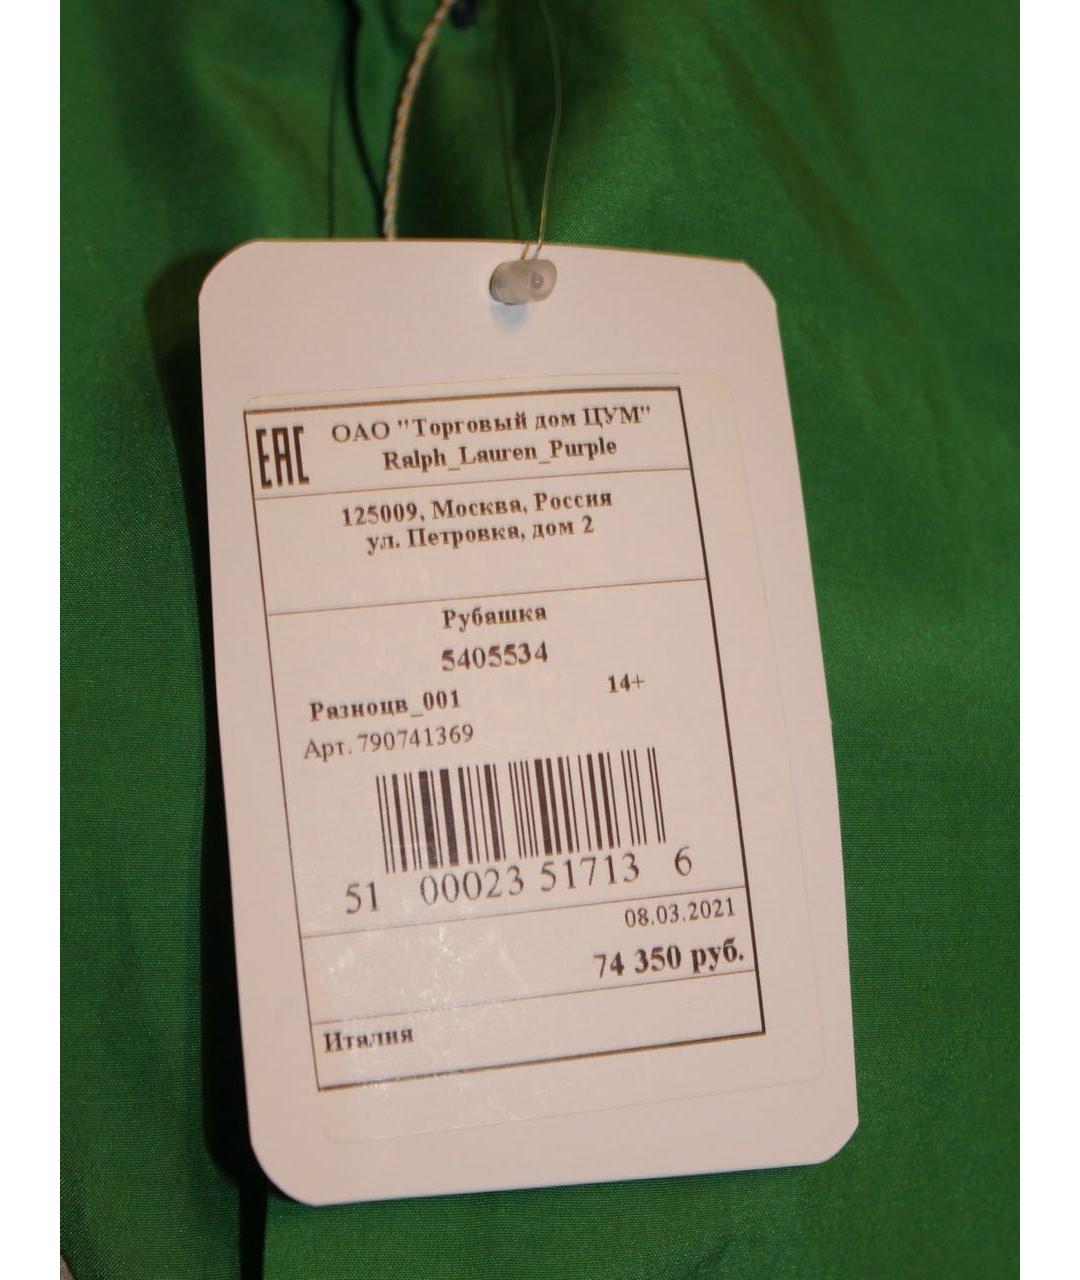 EAC
ОАО "Торговый дом ЦУМ"
Ralph_Lauren_Purple
125009, Москва, Россия
ул. Петровка, дом 2
Рубашка
5405534
Разноцв_001 14+
Арт. 790741369
51 00023 51713 6
08.03.2021
74 350 руб.
Италия